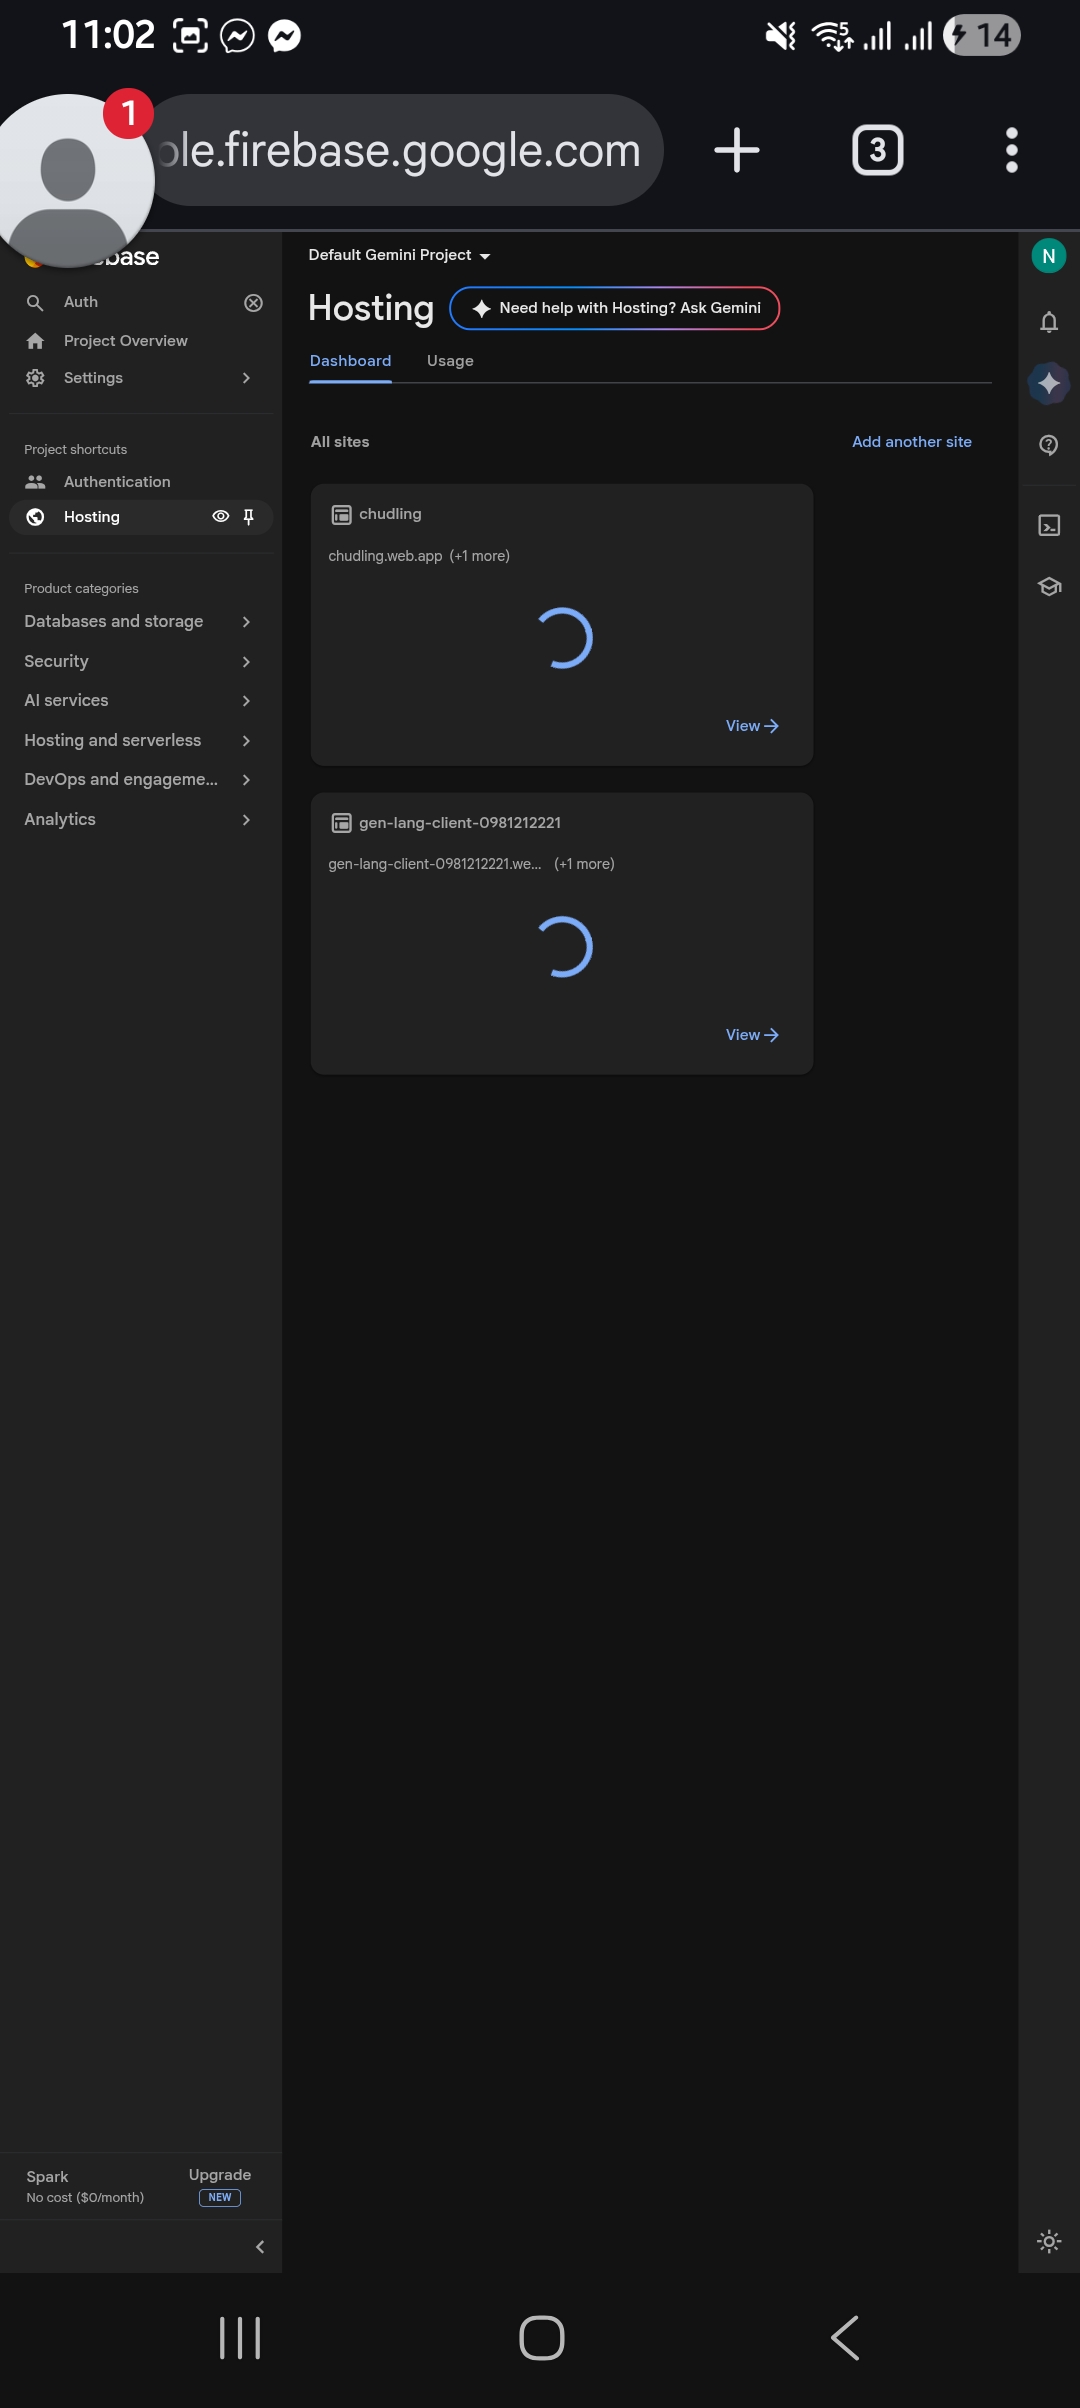 11:02
5
14
1
ole.firebase.google.com
3
base
Auth
Project Overview
Settings
Project shortcuts
Authentication
Hosting
Product categories
Databases and storage
Security
AI services
Hosting and serverless
DevOps and engageme...
Analytics
Spark
No cost ($0/month)
Upgrade
NEW
Default Gemini Project
Hosting
Need help with Hosting? Ask Gemini
Dashboard
Usage
All sites
Add another site
chudling
chudling.web.app (+1 more)
View
gen-lang-client-0981212221
gen-lang-client-0981212221.we... (+1 more)
View
N